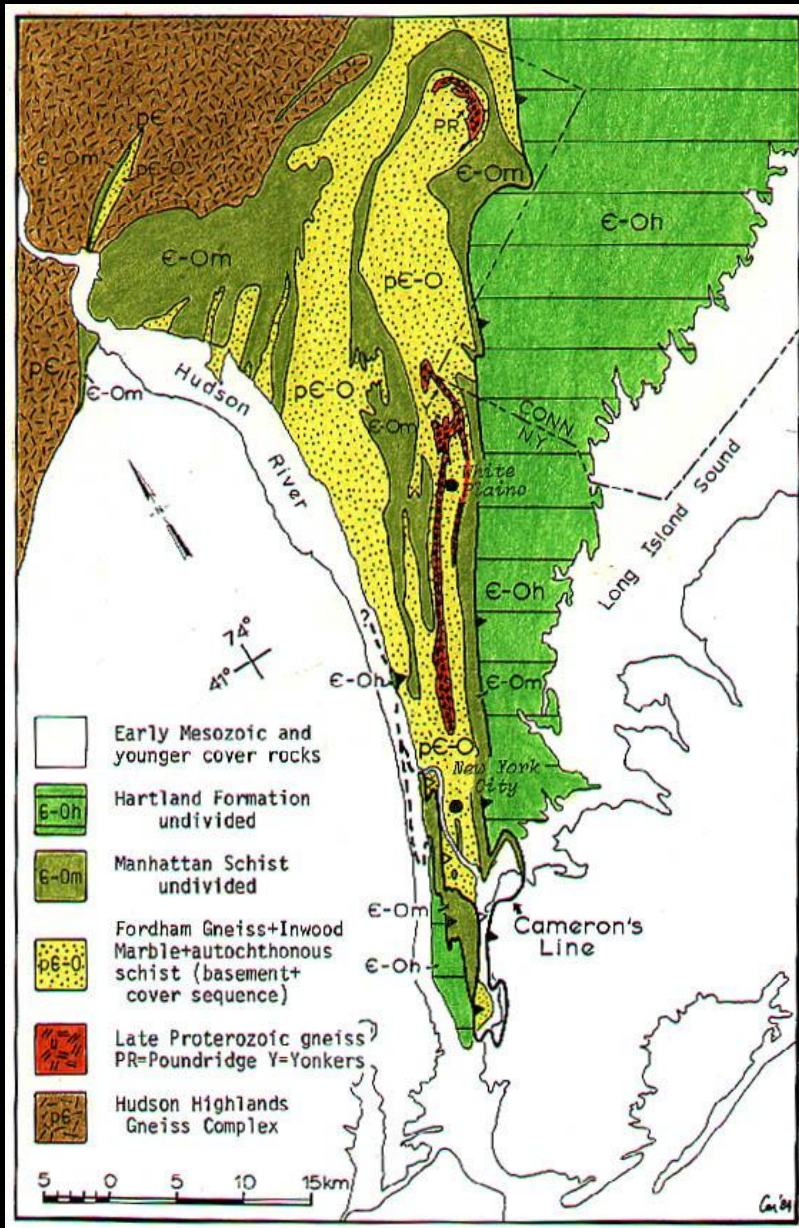 pЄ
Є-Om
pЄ-O
PR
Є-Om
Є-Oh
Є-Om
pЄ-O
pЄ
Є-Om
Hudson
River
pЄ-O
Є-Om
CONN
NY
White
Plaino
Long Island Sound
Є-Oh
?
74°
41°
Є-Oh
Є-Om
pЄ-O
New York
City
Є-Om
Cameron's
Line
Є-Oh
Early Mesozoic and
younger cover rocks
Є-Oh
Hartland Formation
undivided
Є-Om
Manhattan Schist
undivided
pЄ-O
Fordham Gneiss+Inwood
Marble+autochthonous
schist (basement+
cover sequence)
Late Proterozoic gneiss
PR=Poundridge Y=Yonkers
pЄ
Hudson Highlands
Gneiss Complex
5 0 5 10 15km